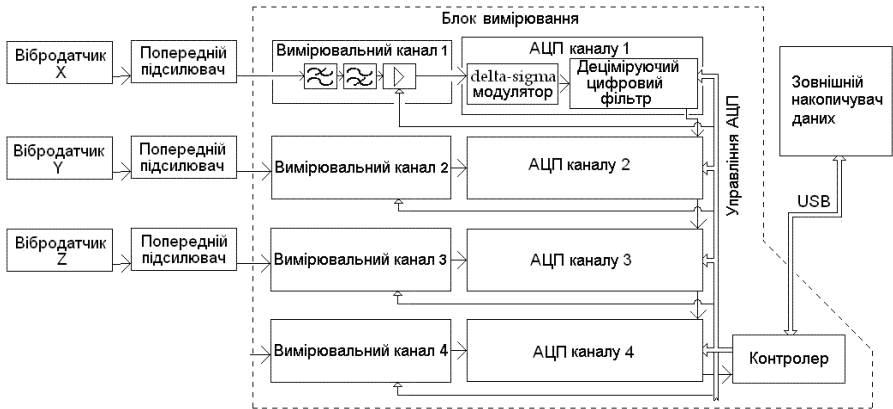 Блок вимірювання
Вібродатчик
X
Попередній
підсилювач
Вимірювальний канал 1
АЦП каналу 1
delta-sigma
модулятор
Дециміруючий
цифровий
фільтр
Зовнішній
накопичувач
даних
Вібродатчик
Y
Попередній
підсилювач
Вимірювальний канал 2
АЦП каналу 2
Управління АЦП
USB
Вібродатчик
Z
Попередній
підсилювач
Вимірювальний канал 3
АЦП каналу 3
Вимірювальний канал 4
АЦП каналу 4
Контролер